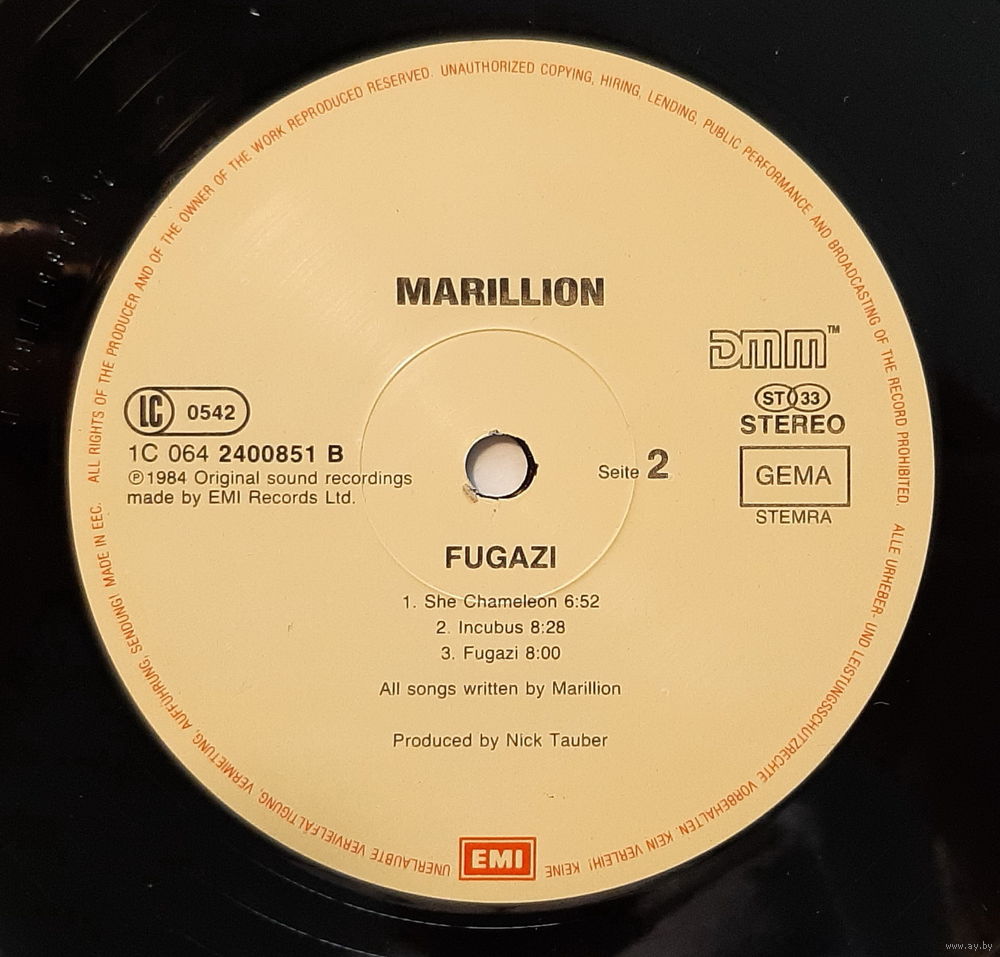 ALL RIGHTS OF THE PRODUCER AND OF THE OWNER OF THE WORK REPRODUCED RESERVED. UNAUTHORIZED COPYING, HIRING, LENDING, PUBLIC PERFORMANCE AND BROADCASTING OF THE RECORD PROHIBITED.
MARILLION
DMM™
LC 0542
ST 33
STEREO
1C 064 2400851 B
℗1984 Original sound recordings
made by EMI Records Ltd.
Seite 2
GEMA
STEMRA
FUGAZI
1. She Chameleon 6:52
2. Incubus 8:28
3. Fugazi 8:00
All songs written by Marillion
Produced by Nick Tauber
EMI
ALLE URHEBER- UND LEISTUNGSSCHUTZRECHTE VORBEHALTEN. KEIN VERLEIH! KEINE UNERLAUBTE VERVIELFÄLTIGUNG, VERMIETUNG, AUFFÜHRUNG, SENDUNG! MADE IN EEC.
www.ay.by